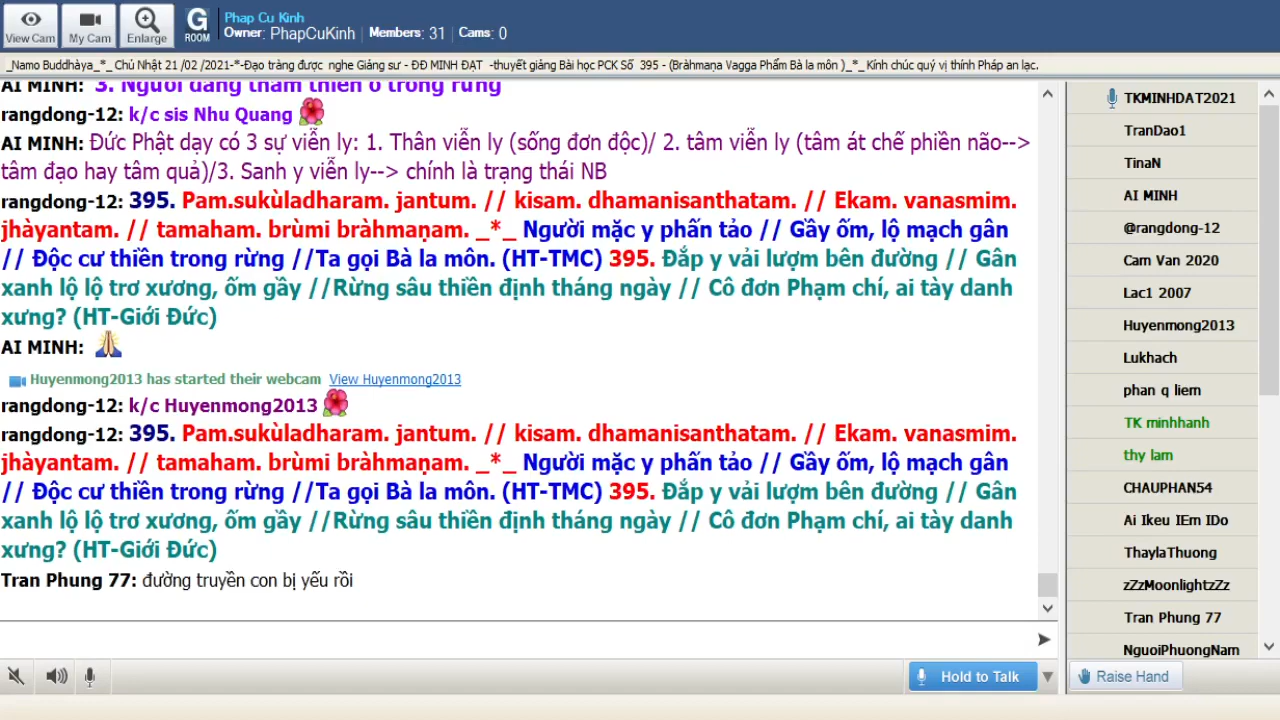 View Cam
My Cam
Enlarge
G
ROOM
Phap Cu Kinh
Owner: PhapCuKinh | Members: 31 | Cams: 0
_Namo Buddhàya_*_ Chủ Nhật 21 /02 /2021-*-Đạo tràng được nghe Giảng sư - ĐĐ MINH ĐẠT -thuyết giảng Bài học PCK Số 395 - (Bràhmaṇa Vagga Phẩm Bà la môn )_*_Kính chúc quý vị thính Pháp an lạc.
AI MINH: 3. Người đang tham thiền ở trong rừng
rangdong-12: k/c sis Nhu Quang
AI MINH: Đức Phật dạy có 3 sự viễn ly: 1. Thân viễn ly (sống đơn độc)/ 2. tâm viễn ly (tâm át chế phiền não-->
tâm đạo hay tâm quả)/3. Sanh y viễn ly--> chính là trạng thái NB
rangdong-12: 395. Pam.sukùladharam. jantum. // kisam. dhamanisanthatam. // Ekam. vanasmim.
jhàyantam. // tamaham. brùmi bràhmaṇam. _*_ Người mặc y phấn tảo // Gầy ốm, lộ mạch gân
// Độc cư thiền trong rừng //Ta gọi Bà la môn. (HT-TMC) 395. Đắp y vải lượm bên đường // Gân
xanh lộ lộ trơ xương, ốm gầy //Rừng sâu thiền định tháng ngày // Cô đơn Phạm chí, ai tày danh
xưng? (HT-Giới Đức)
AI MINH:
Huyenmong2013 has started their webcam View Huyenmong2013
rangdong-12: k/c Huyenmong2013
rangdong-12: 395. Pam.sukùladharam. jantum. // kisam. dhamanisanthatam. // Ekam. vanasmim.
jhàyantam. // tamaham. brùmi bràhmaṇam. _*_ Người mặc y phấn tảo // Gầy ốm, lộ mạch gân
// Độc cư thiền trong rừng //Ta gọi Bà la môn. (HT-TMC) 395. Đắp y vải lượm bên đường // Gân
xanh lộ lộ trơ xương, ốm gầy //Rừng sâu thiền định tháng ngày // Cô đơn Phạm chí, ai tày danh
xưng? (HT-Giới Đức)
Tran Phung 77: đường truyền con bị yếu rồi
Hold to Talk
TKMINHDAT2021
TranDao1
TinaN
AI MINH
@rangdong-12
Cam Van 2020
Lac1 2007
Huyenmong2013
Lukhach
phan q liem
TK minhhanh
thy lam
CHAUPHAN54
Ai Ikeu IEm IDo
ThaylaThuong
zZzMoonlightzZz
Tran Phung 77
NguoiPhuongNam
Raise Hand